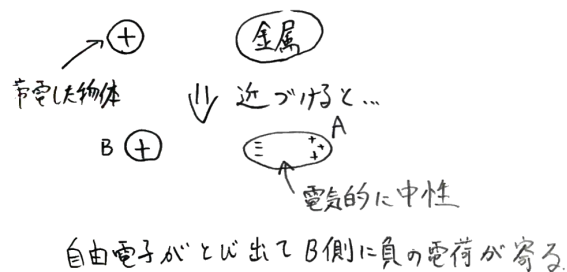 + 金属
帯電した物体
近づけると…
B + A
電気的に中性
自由電子がとび出てB側に負の電荷が寄る.